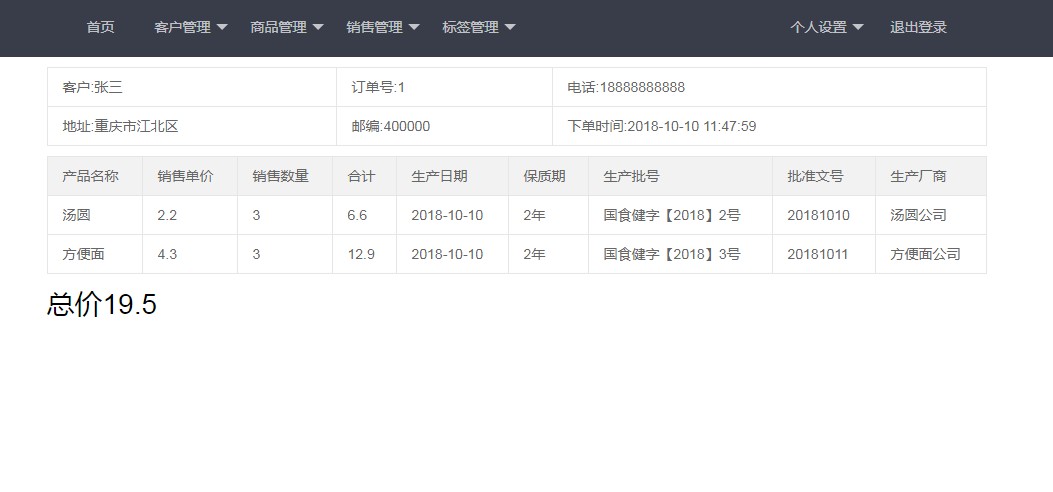 首页 客户管理 商品管理 销售管理 标签管理 个人设置 退出登录
客户:张三 订单号:1 电话:18888888888
地址:重庆市江北区 邮编:400000 下单时间:2018-10-10 11:47:59
产品名称 销售单价 销售数量 合计 生产日期 保质期 生产批号 批准文号 生产厂商
汤圆 2.2 3 6.6 2018-10-10 2年 国食健字【2018】2号 20181010 汤圆公司
方便面 4.3 3 12.9 2018-10-10 2年 国食健字【2018】3号 20181011 方便面公司
总价19.5